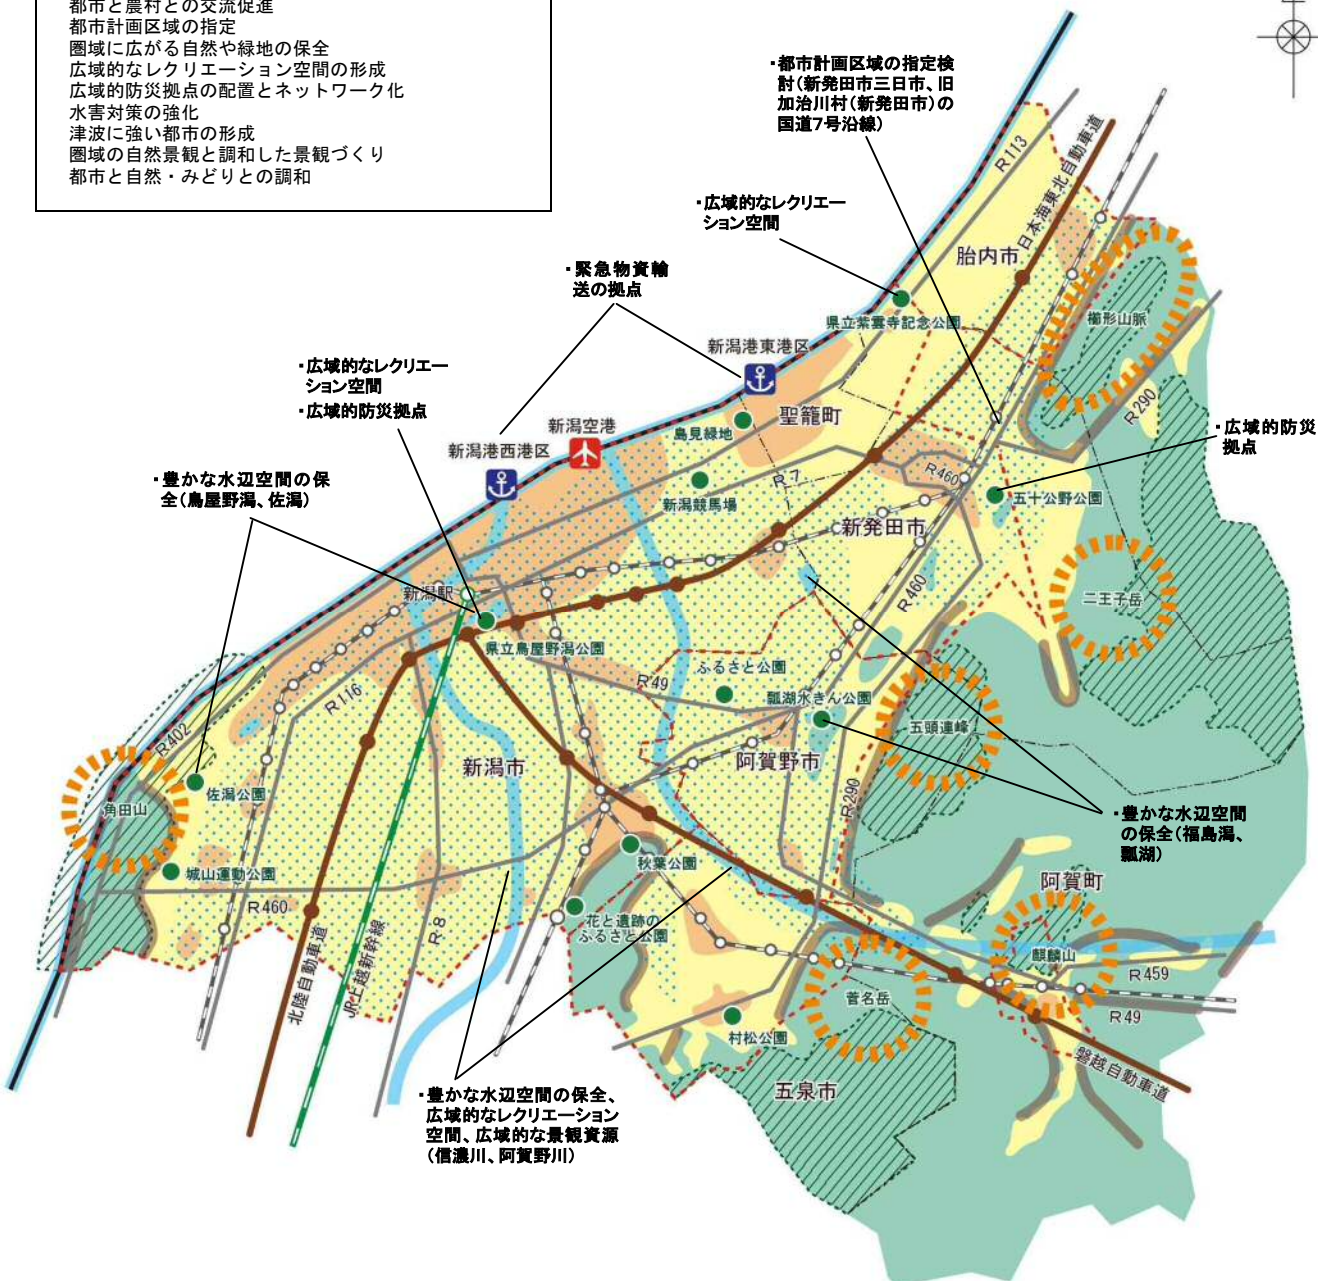 都市と農村との交流促進
都市計画区域の指定
圏域に広がる自然や緑地の保全
広域的なレクリエーション空間の形成
広域的防災拠点の配置とネットワーク化
水害対策の強化
津波に強い都市の形成
圏域の自然景観と調和した景観づくり
都市と自然・みどりとの調和
・都市計画区域の指定検
討(新発田市三日市、旧
加治川村(新発田市)の
国道7号沿線)
R113
日本海東北自動車道
・広域的なレクリエー
ション空間
胎内市
・緊急物資輸
送の拠点
県立紫雲寺記念公園
櫛形山脈
新潟港東港区
・広域的なレクリエー
ション空間
・広域的防災拠点
聖籠町
R290
新潟空港
島見緑地
・広域的防災
拠点
新潟港西港区
R7
R460
・豊かな水辺空間の保
全(鳥屋野潟、佐潟)
新潟競馬場
五十公野公園
新発田市
新潟駅
R460
二王子岳
県立鳥屋野潟公園
ふるさと公園
R49
R116
瓢湖水きん公園
五頭連峰
R402
新潟市
阿賀野市
佐潟公園
R290
角田山
・豊かな水辺空間
の保全(福島潟、
瓢湖)
秋葉公園
城山運動公園
阿賀町
R460
花と遺跡の
ふるさと公園
R8
北陸自動車道
JR上越新幹線
麒麟山
R459
菅名岳
R49
村松公園
磐越自動車道
五泉市
・豊かな水辺空間の保全、
広域的なレクリエーション
空間、広域的な景観資源
(信濃川、阿賀野川)